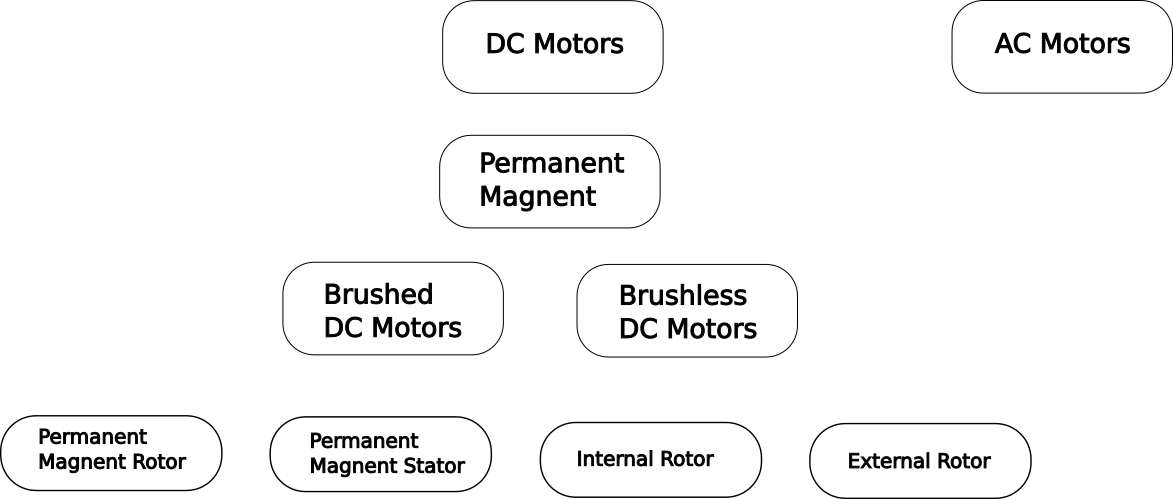 DC Motors
AC Motors
Permanent
Magnent
Brushed
DC Motors
Brushless
DC Motors
Permanent
Magnent Rotor
Permanent
Magnent Stator
Internal Rotor
External Rotor